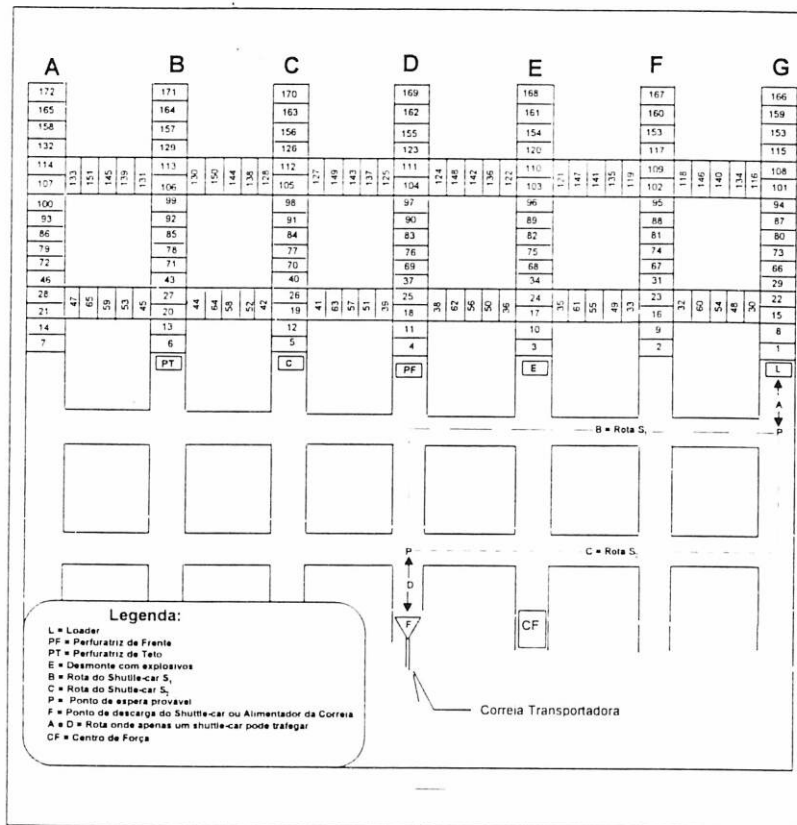 A B C D E F G
172 171 170 169 168 167 166
165 164 163 162 161 160 159
158 157 156 155 154 153 153
132 129 126 123 120 117 115
114 113 112 111 110 109 108
133 151 145 139 131 130 150 144 138 128 127 149 143 137 125 124 148 142 136 122 121 147 141 135 119 118 146 140 134 116
107 106 105 104 103 102 101
100 99 98 97 96 95 94
93 92 91 90 89 88 87
86 85 84 83 82 81 80
79 78 77 76 75 74 73
72 71 70 69 68 67 66
46 43 40 37 34 31 29
28 27 26 25 24 23 22
47 65 59 53 45 44 64 58 52 42 41 63 57 51 39 38 62 56 50 36 35 61 55 49 33 32 60 54 48 30
21 20 19 18 17 16 15
14 13 12 11 10 9 8
7 6 5 4 3 2 1
PT C PF E L
A
B = Rota S₁ P
P C = Rota S₂
D
F CF
Correia Transportadora
Legenda:
L = Loader
PF = Perfuratriz de Frente
PT = Perfuratriz de Teto
E = Desmonte com explosivos
B = Rota do Shuttle-car S₁
C = Rota do Shuttle-car S₂
P = Ponto de espera provável
F = Ponto de descarga do Shuttle-car ou Alimentador da Correia
A e D = Rota onde apenas um shuttle-car pode trafegar
CF = Centro de Força